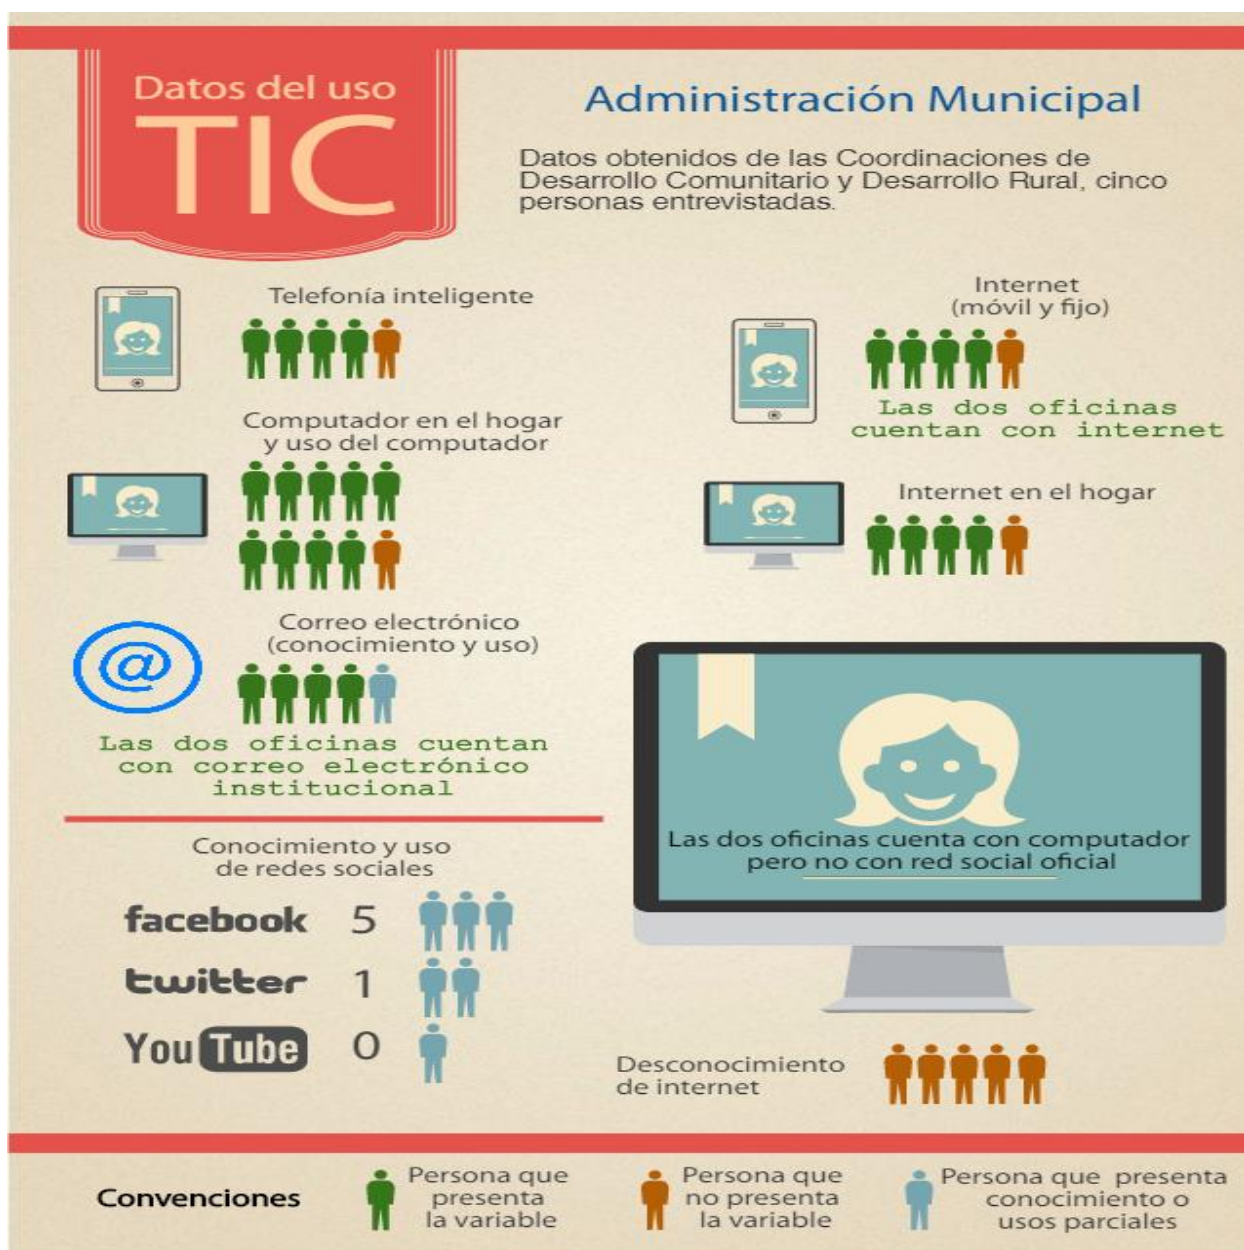 Datos del uso
TIC
Administración Municipal
Datos obtenidos de las Coordinaciones de
Desarrollo Comunitario y Desarrollo Rural, cinco
personas entrevistadas.
Telefonía inteligente
Internet
(móvil y fijo)
Las dos oficinas
cuentan con internet
Computador en el hogar
y uso del computador
Internet en el hogar
Correo electrónico
(conocimiento y uso)
@
Las dos oficinas cuentan
con correo electrónico
institucional
Las dos oficinas cuenta con computador
pero no con red social oficial
Conocimiento y uso
de redes sociales
facebook 5
twitter 1
YouTube 0
Desconocimiento
de internet
Convenciones
Persona que
presenta
la variable
Persona que
no presenta
la variable
Persona que presenta
conocimiento o
usos parciales